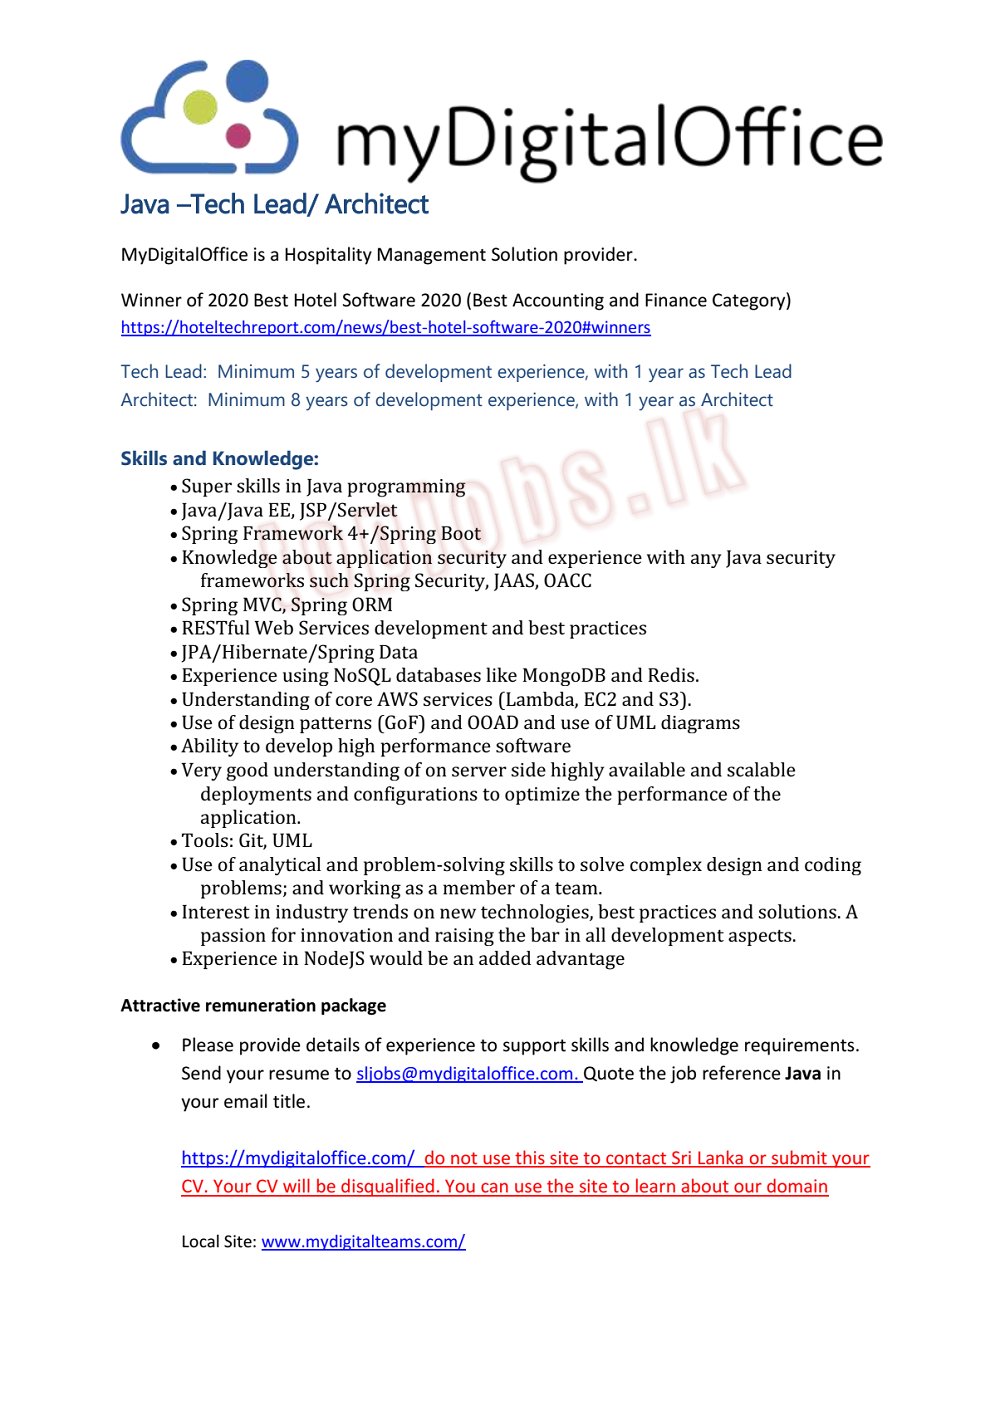 myDigitalOffice
Java –Tech Lead/ Architect
MyDigitalOffice is a Hospitality Management Solution provider.
Winner of 2020 Best Hotel Software 2020 (Best Accounting and Finance Category)
https://hoteltechreport.com/news/best-hotel-software-2020#winners
Tech Lead:  Minimum 5 years of development experience, with 1 year as Tech Lead
Architect:  Minimum 8 years of development experience, with 1 year as Architect
topjobs.lk
Skills and Knowledge:
• Super skills in Java programming
• Java/Java EE, JSP/Servlet
• Spring Framework 4+/Spring Boot
• Knowledge about application security and experience with any Java security
frameworks such Spring Security, JAAS, OACC
• Spring MVC, Spring ORM
• RESTful Web Services development and best practices
• JPA/Hibernate/Spring Data
• Experience using NoSQL databases like MongoDB and Redis.
• Understanding of core AWS services (Lambda, EC2 and S3).
• Use of design patterns (GoF) and OOAD and use of UML diagrams
• Ability to develop high performance software
• Very good understanding of on server side highly available and scalable
deployments and configurations to optimize the performance of the
application.
• Tools: Git, UML
• Use of analytical and problem-solving skills to solve complex design and coding
problems; and working as a member of a team.
• Interest in industry trends on new technologies, best practices and solutions. A
passion for innovation and raising the bar in all development aspects.
• Experience in NodeJS would be an added advantage
Attractive remuneration package
• Please provide details of experience to support skills and knowledge requirements.
Send your resume to sljobs@mydigitaloffice.com. Quote the job reference Java in
your email title.
https://mydigitaloffice.com/  do not use this site to contact Sri Lanka or submit your
CV. Your CV will be disqualified. You can use the site to learn about our domain
Local Site: www.mydigitalteams.com/